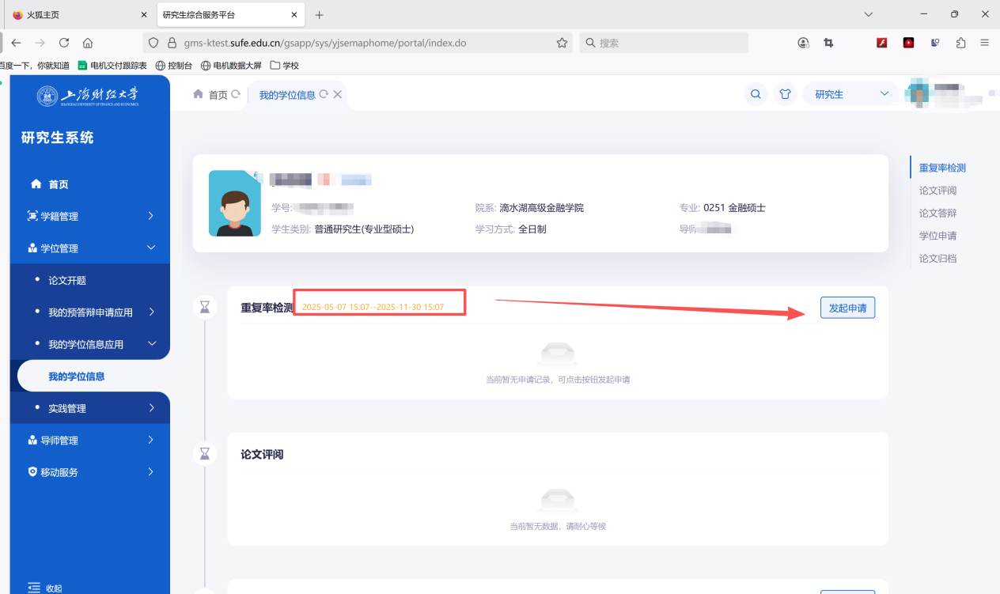 火狐主页
研究生综合服务平台
gms-ktest.sufe.edu.cn/gsapp/sys/yjsemaphome/portal/index.do
搜索
百度一下，你就知道 电机交付跟踪表 控制台 电机数据大屏 学校
上海财经大学
SHANGHAI UNIVERSITY OF FINANCE AND ECONOMICS
首页 我的学位信息
研究生
研究生系统
首页
学籍管理
学位管理
论文开题
我的预答辩申请应用
我的学位信息应用
我的学位信息
实践管理
导师管理
移动服务
收起
学号:
院系: 滴水湖高级金融学院
专业: 0251 金融硕士
学生类别: 普通研究生(专业型硕士)
学习方式: 全日制
导师
重复率检测 2025-05-07 15:07--2025-11-30 15:07
发起申请
当前暂无申请记录，可点击按钮发起申请
论文评阅
当前暂无数据，请耐心等候
重复率检测
论文评阅
论文答辩
学位申请
论文归档